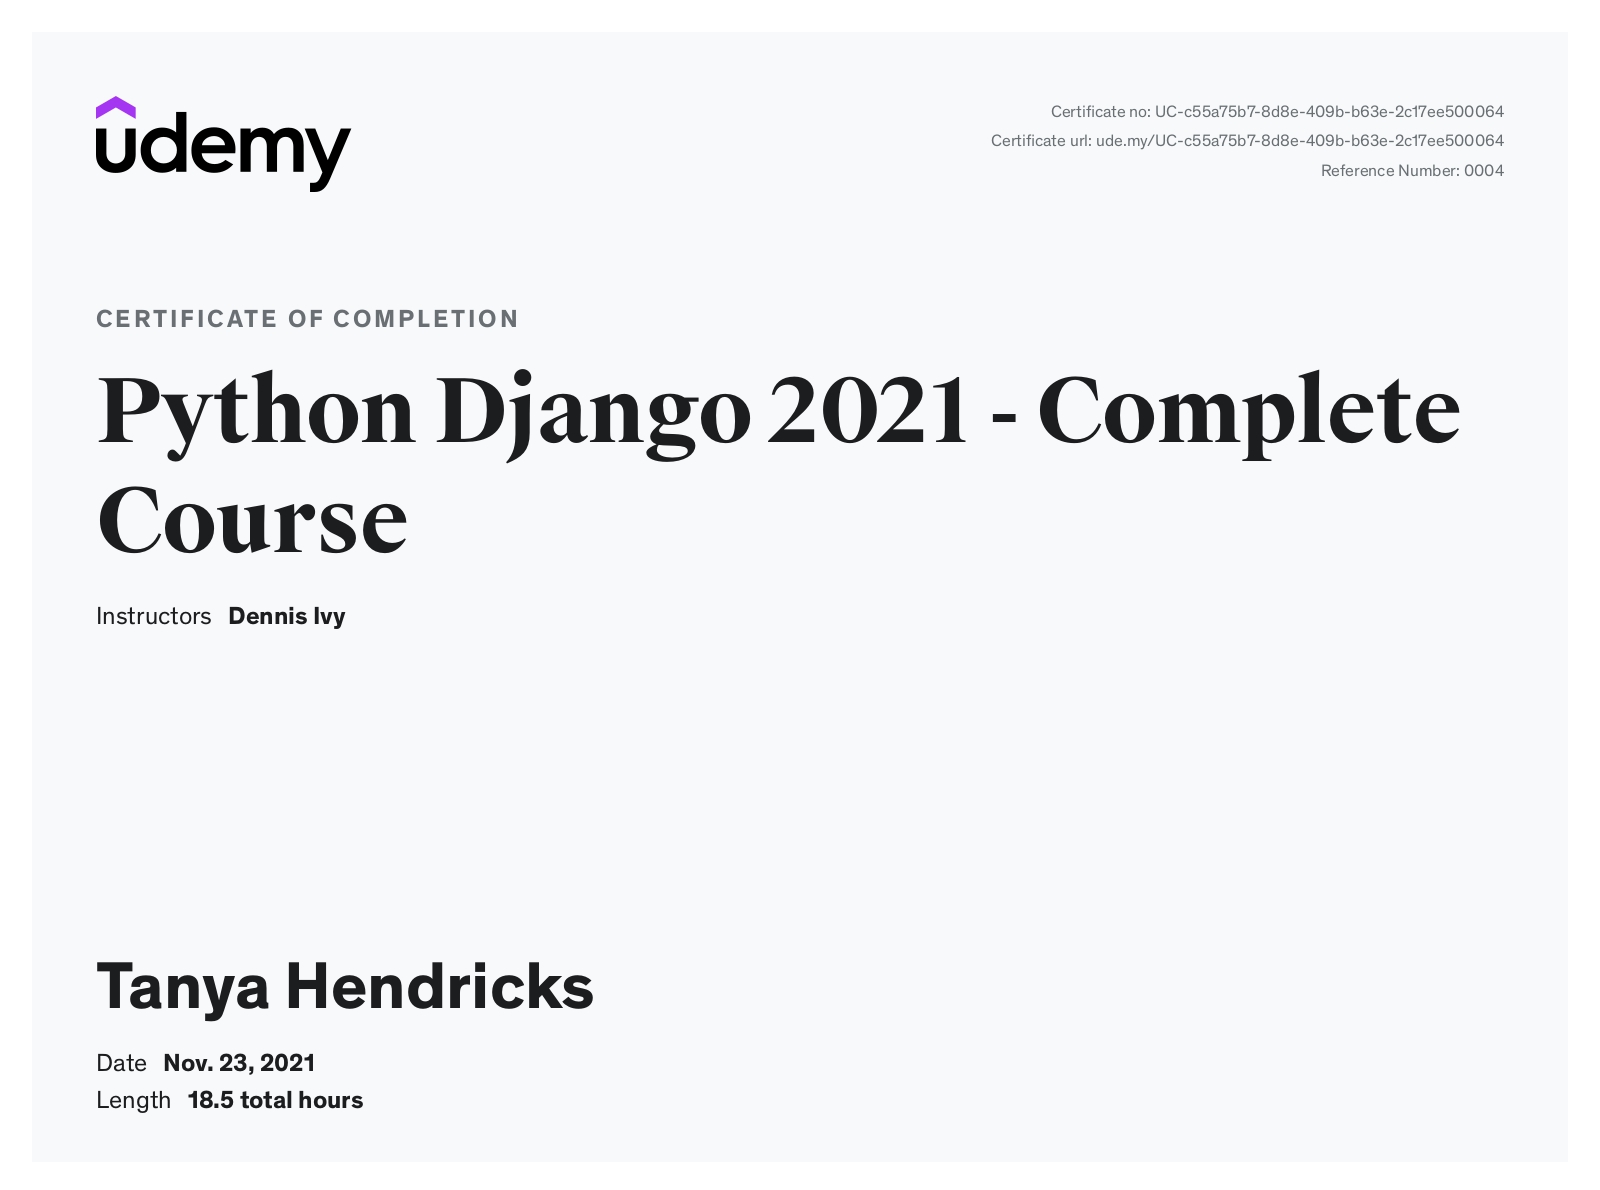 udemy
Certificate no: UC-c55a75b7-8d8e-409b-b63e-2c17ee500064
Certificate url: ude.my/UC-c55a75b7-8d8e-409b-b63e-2c17ee500064
Reference Number: 0004
CERTIFICATE OF COMPLETION
Python Django 2021 - Complete
Course
Instructors Dennis Ivy
Tanya Hendricks
Date Nov. 23, 2021
Length 18.5 total hours